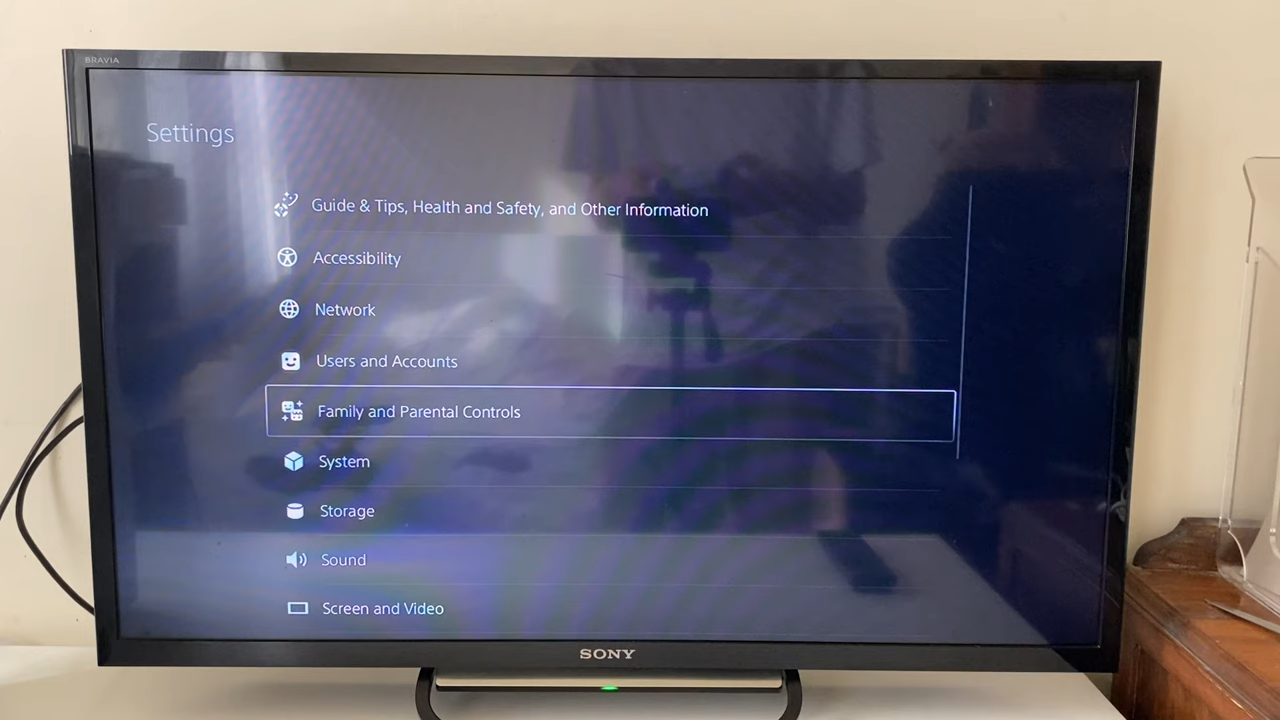 BRAVIA
Settings
Guide & Tips, Health and Safety, and Other Information
Accessibility
Network
Users and Accounts
Family and Parental Controls
System
Storage
Sound
Screen and Video
SONY